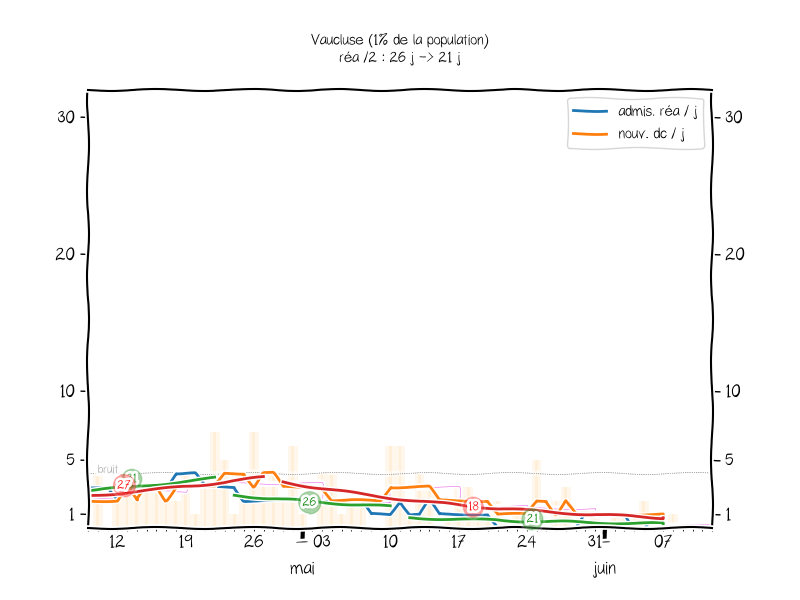 Vaucluse (1% de la population)
réa /2 : 26 j -> 21 j
admis. réa / j
nouv. dc / j
30 30
20 20
10 10
5 5
1 1
bruit
27
26
18
21
12 19 26 03 10 17 24 31 07
mai juin